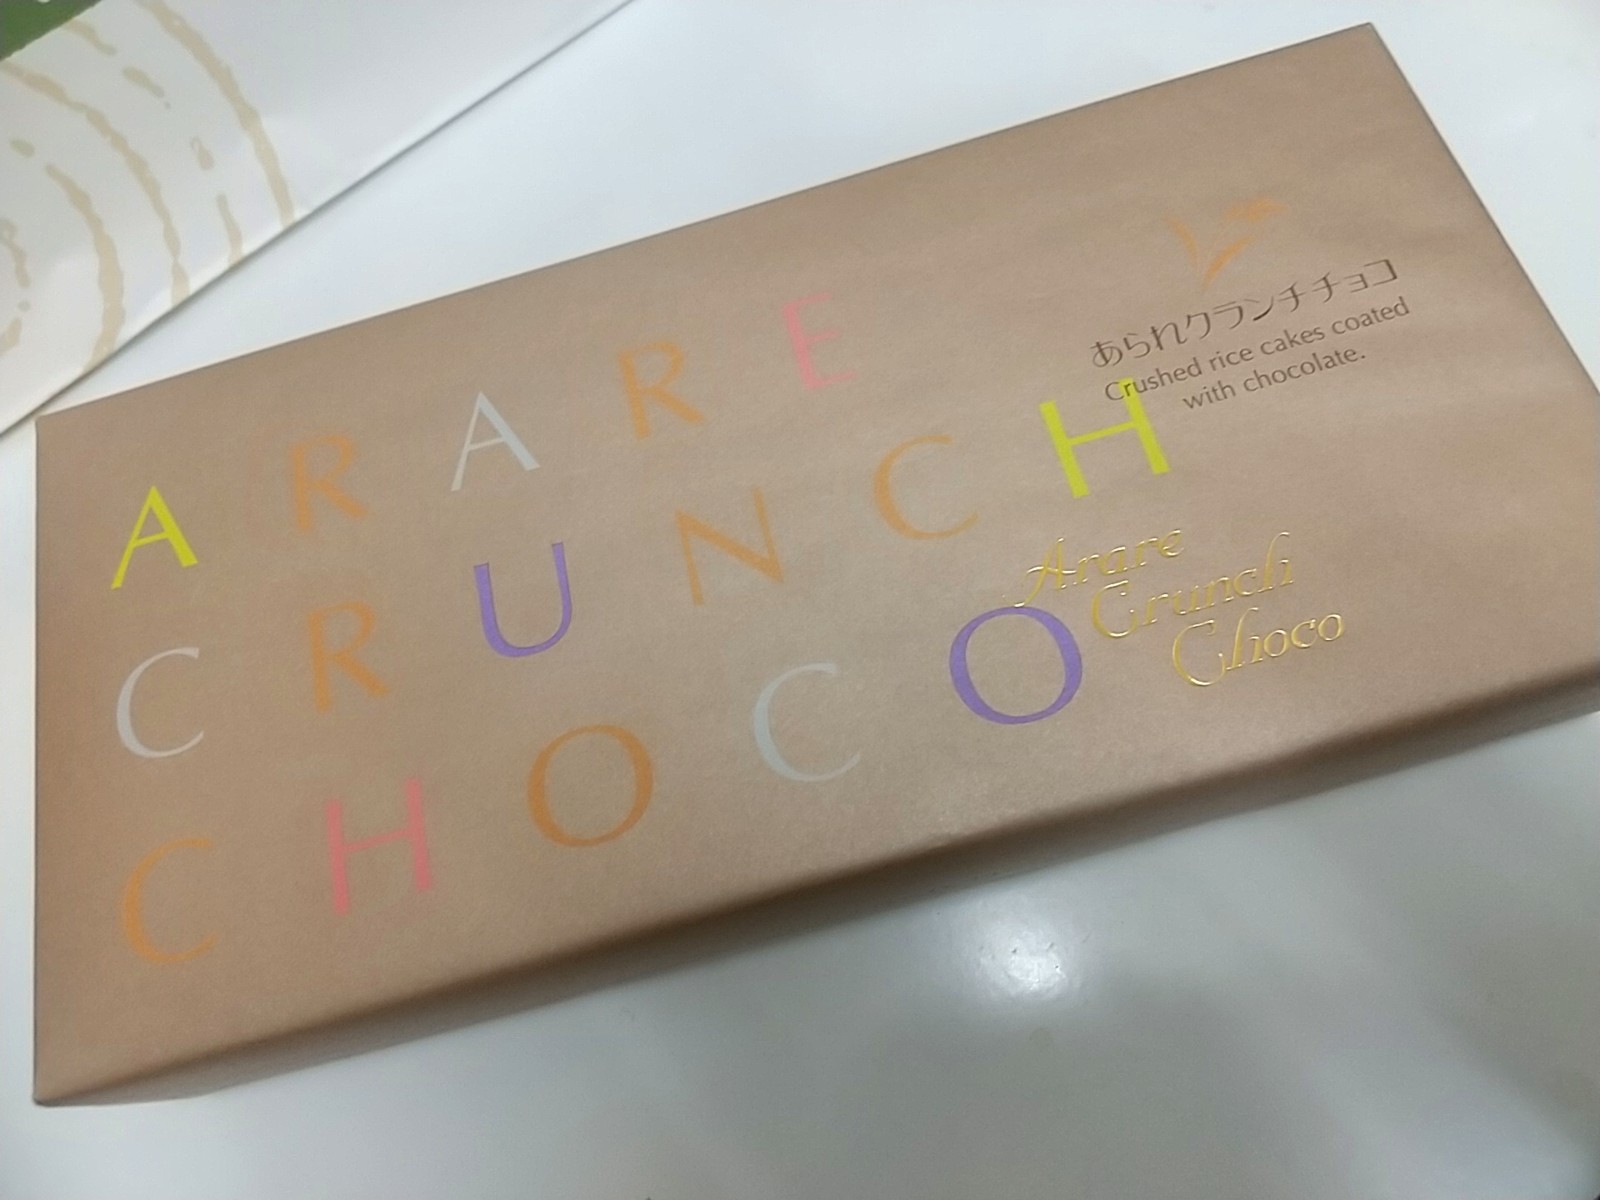 ARARE
CRUNCH
CHOCO
あられクランチチョコ
Crushed rice cakes coated
with chocolate.
Arare
Crunch
Choco